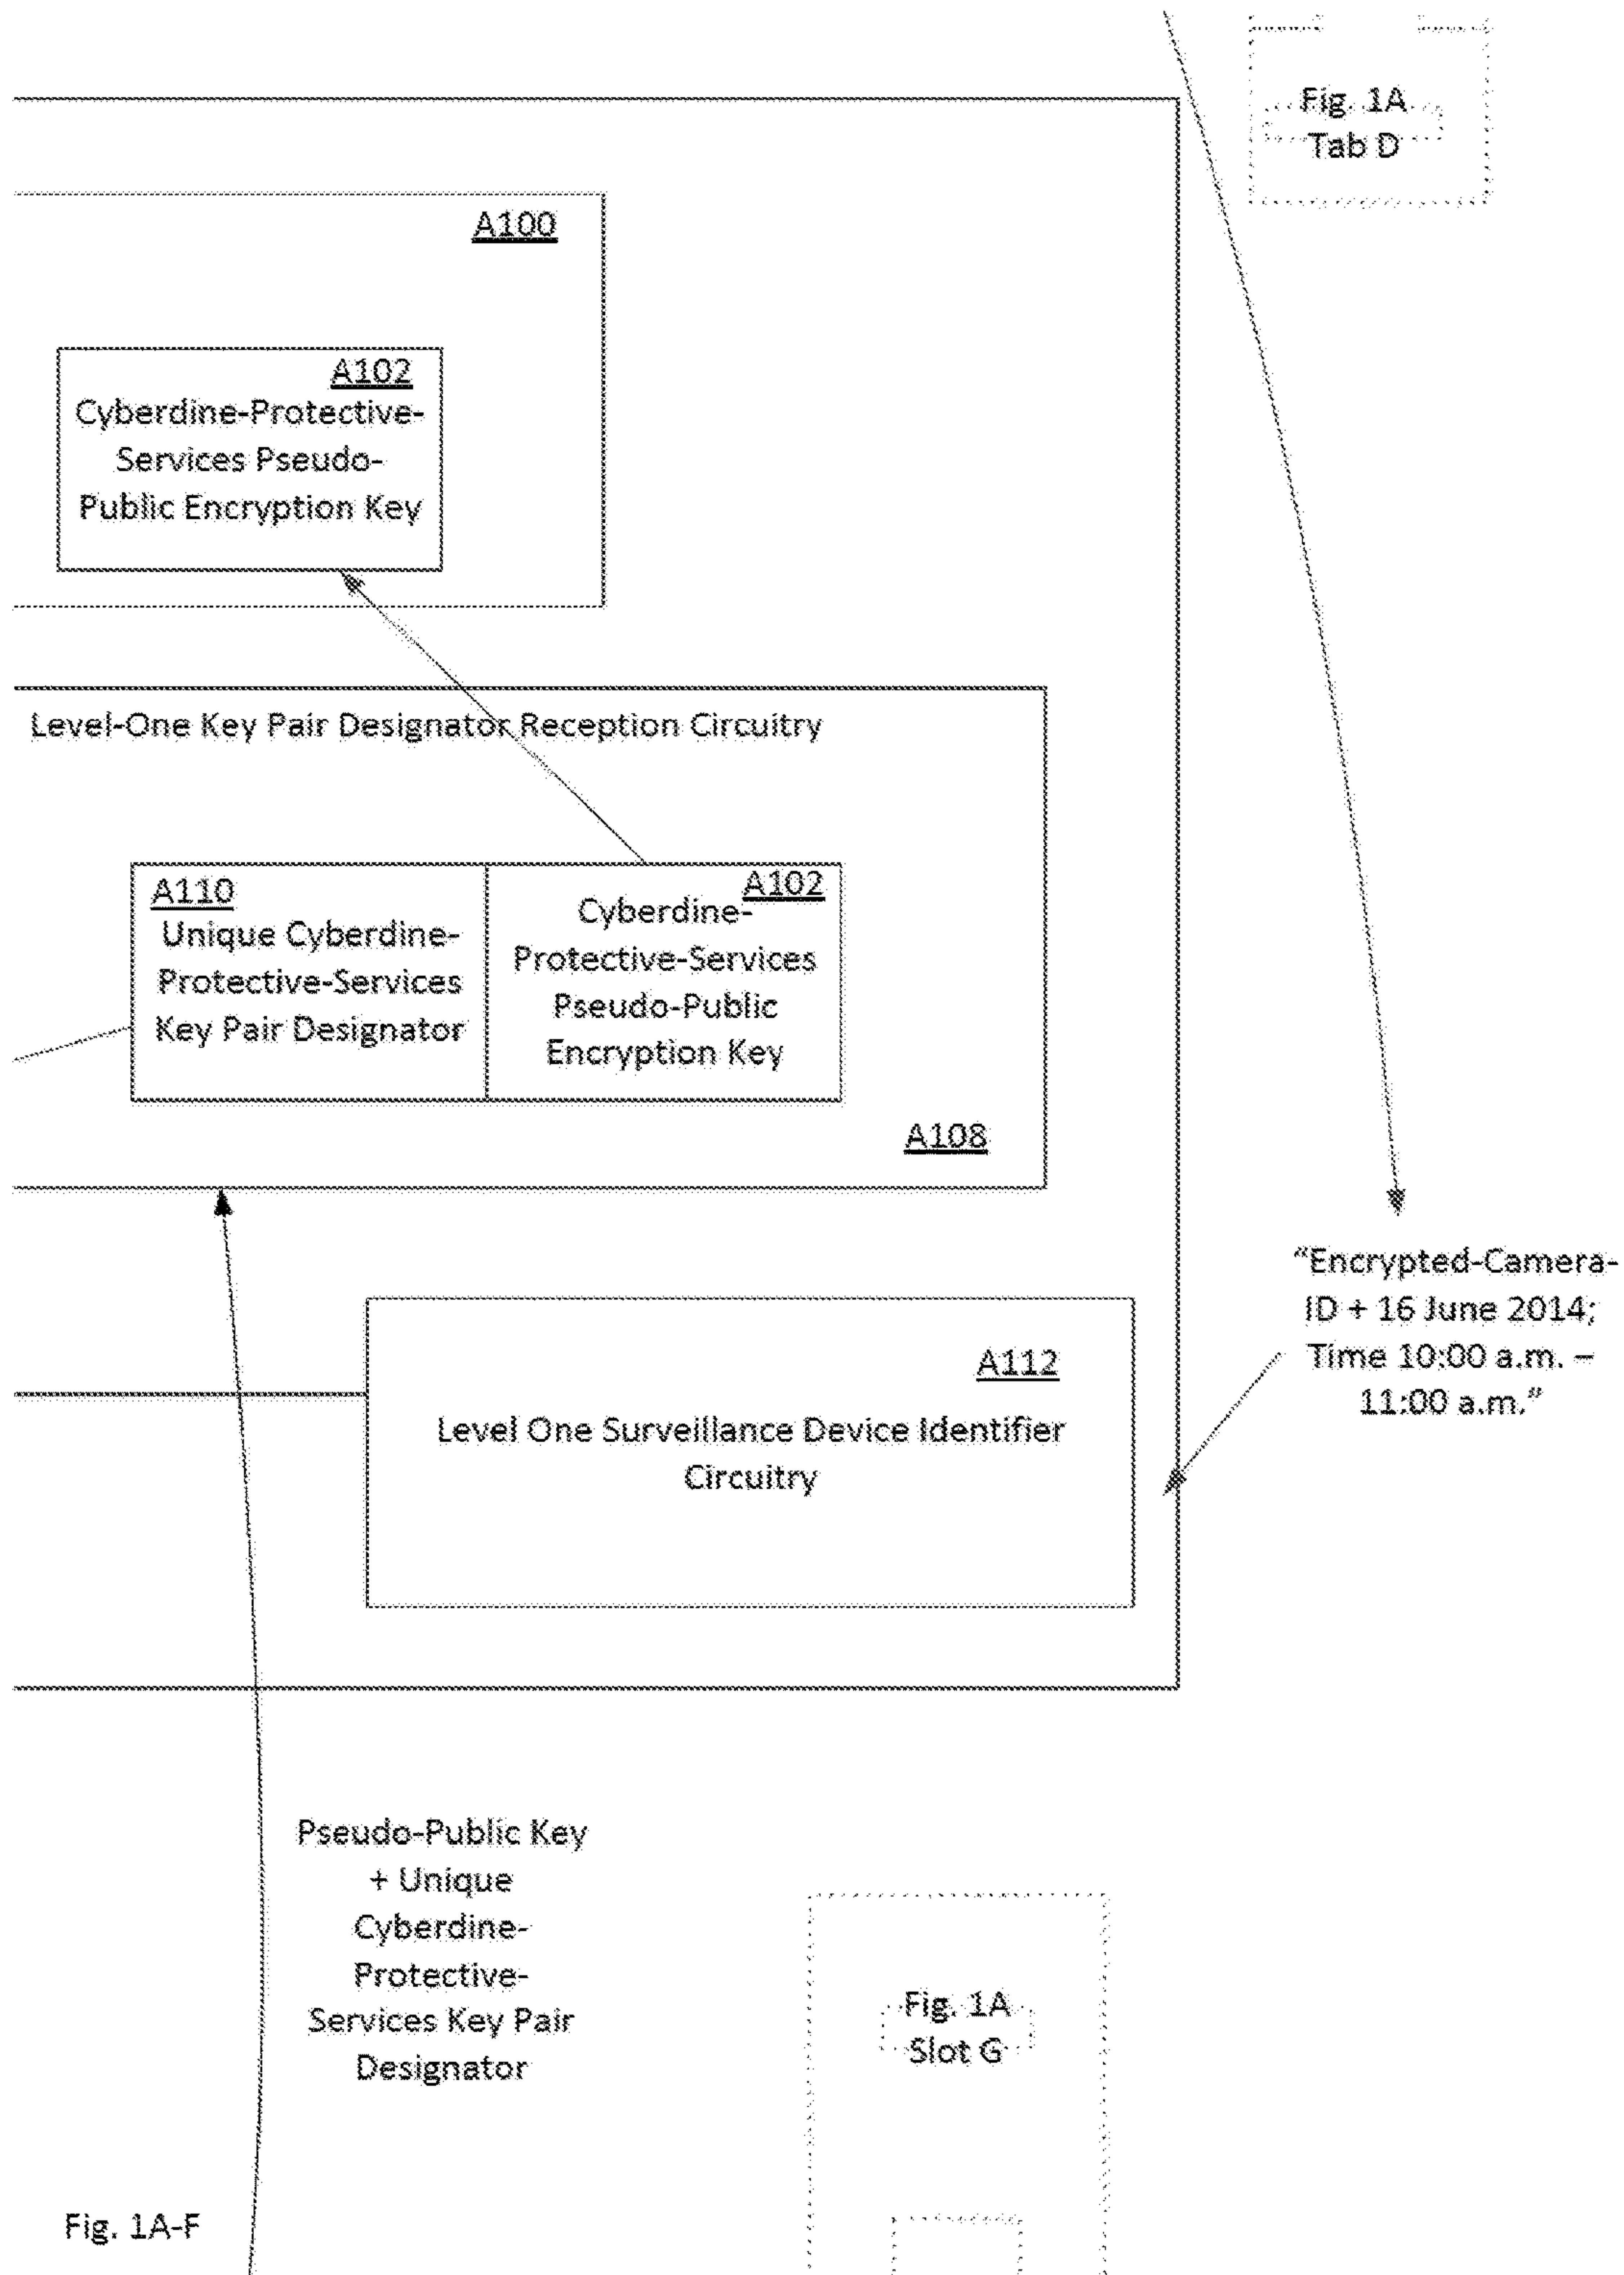 Fig. 1A
Tab D
A100
A102
Cyberdine-Protective-
Services Pseudo-
Public Encryption Key
Level-One Key Pair Designator Reception Circuitry
A110
Unique Cyberdine-
Protective-Services
Key Pair Designator
A102
Cyberdine-
Protective-Services
Pseudo-Public
Encryption Key
A108
“Encrypted-Camera-
ID + 16 June 2014;
Time 10:00 a.m. –
11:00 a.m.”
A112
Level One Surveillance Device Identifier
Circuitry
Pseudo-Public Key
+ Unique
Cyberdine-
Protective-
Services Key Pair
Designator
Fig. 1A
Slot G
Fig. 1A-F